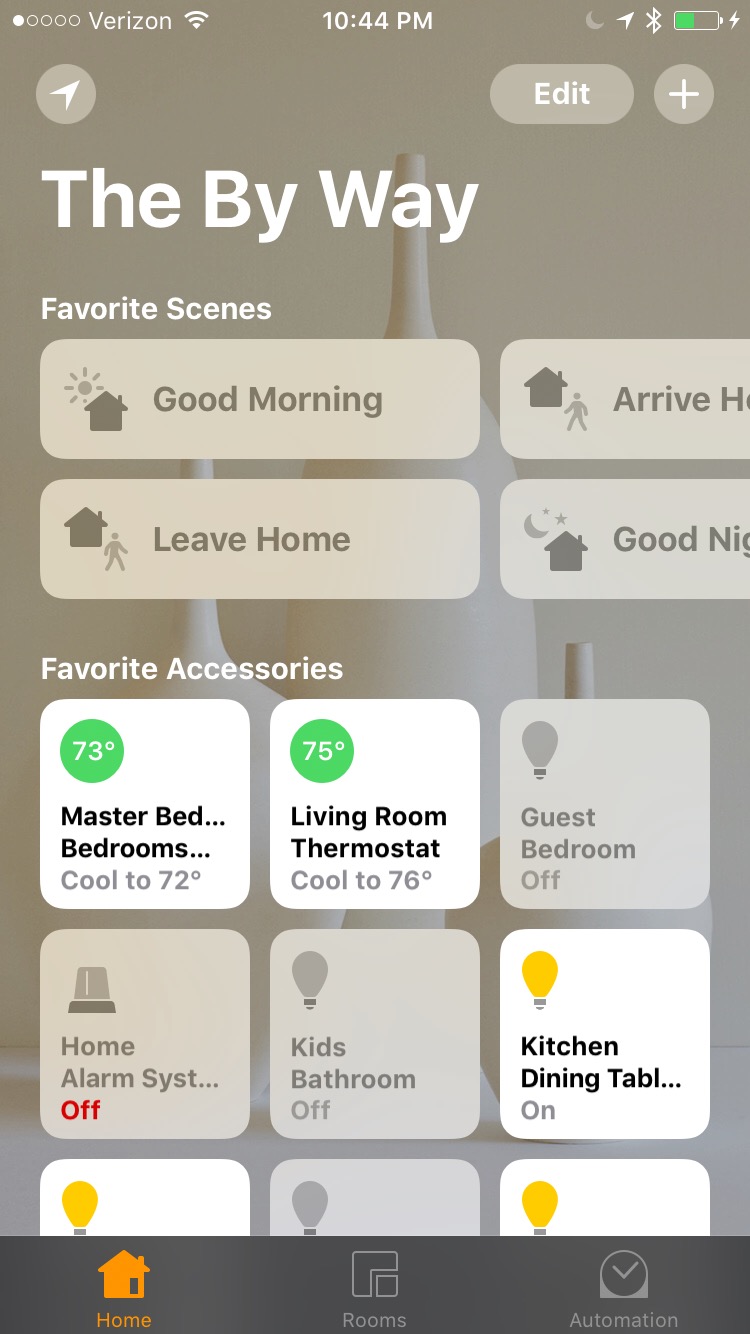 Verizon 10:44 PM
Edit
The By Way
Favorite Scenes
Good Morning
Arrive Ho
Leave Home
Good Nig
Favorite Accessories
73°
Master Bed...
Bedrooms...
Cool to 72°
75°
Living Room
Thermostat
Cool to 76°
Guest
Bedroom
Off
Home
Alarm Syst...
Off
Kids
Bathroom
Off
Kitchen
Dining Tabl...
On
Home
Rooms
Automation